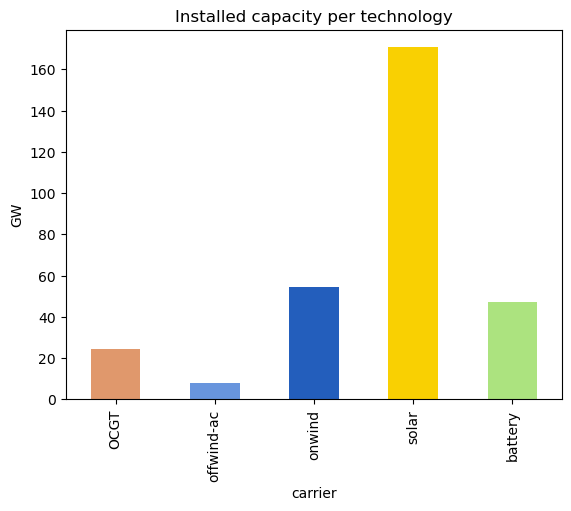 Installed capacity per technology
GW
160
140
120
100
80
60
40
20
0
OCGT
offwind-ac
onwind
solar
battery
carrier